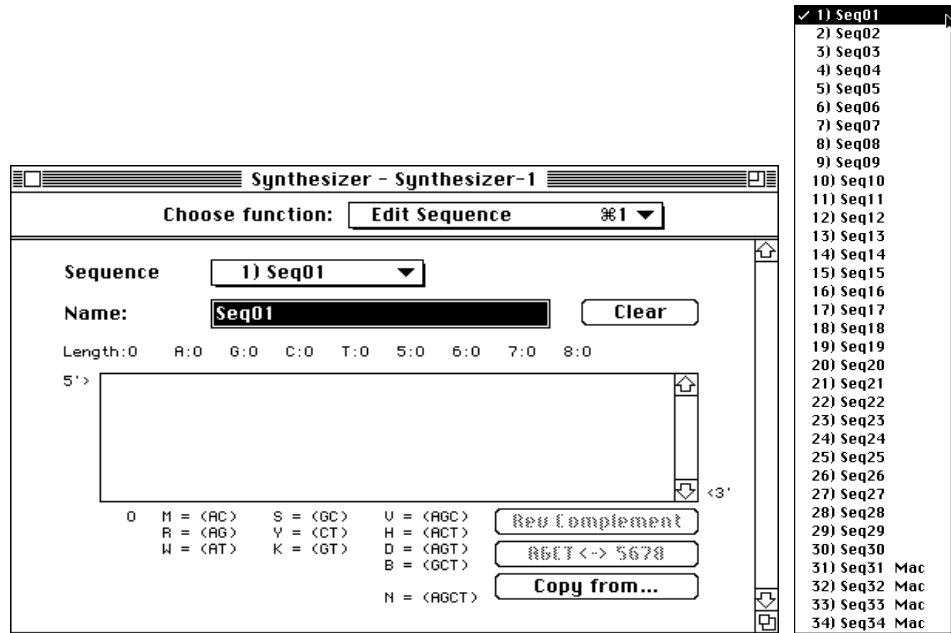 Synthesizer - Synthesizer-1
Choose function: Edit Sequence ⌘1
Sequence 1) Seq01
Name: Seq01 Clear
Length:0 A:0 G:0 C:0 T:0 5:0 6:0 7:0 8:0
5'>
<3'
0 M = (AC) S = (GC) V = (AGC) Rev Complement
R = (AG) Y = (CT) H = (ACT)
W = (AT) K = (GT) D = (AGT) AGCT <-> 5678
B = (GCT)
Copy from...
N = (AGCT)
✓ 1) Seq01
2) Seq02
3) Seq03
4) Seq04
5) Seq05
6) Seq06
7) Seq07
8) Seq08
9) Seq09
10) Seq10
11) Seq11
12) Seq12
13) Seq13
14) Seq14
15) Seq15
16) Seq16
17) Seq17
18) Seq18
19) Seq19
20) Seq20
21) Seq21
22) Seq22
23) Seq23
24) Seq24
25) Seq25
26) Seq26
27) Seq27
28) Seq28
29) Seq29
30) Seq30
31) Seq31 Mac
32) Seq32 Mac
33) Seq33 Mac
34) Seq34 Mac